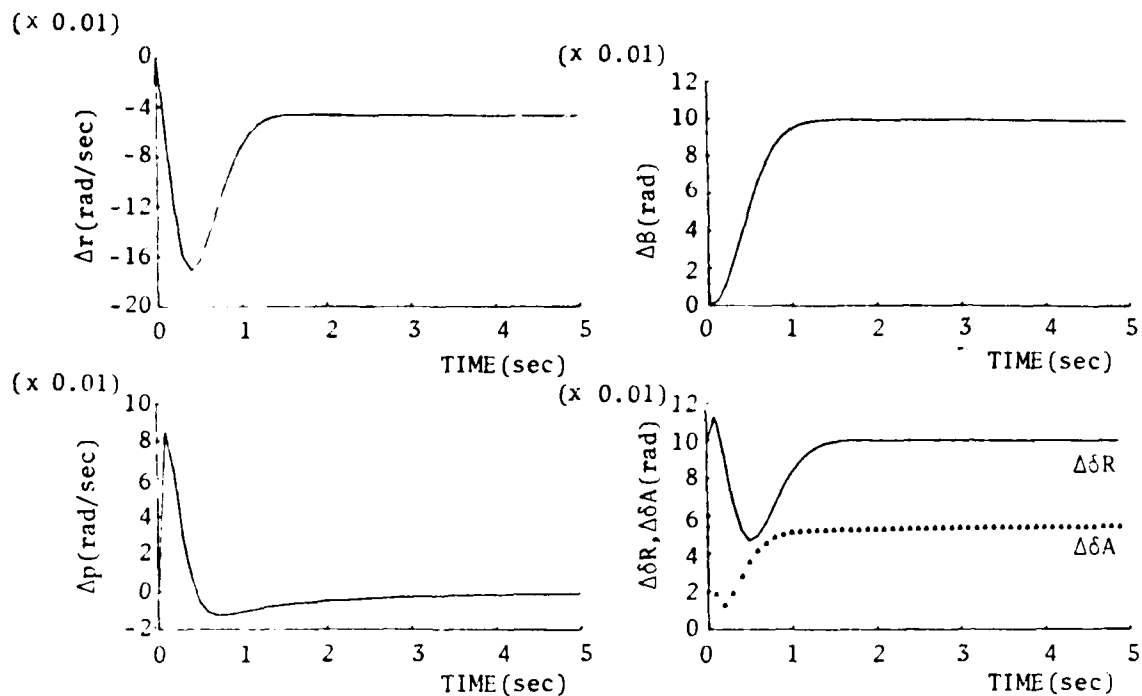 (x 0.01)
0
-4
-8
-12
-16
-20
Δr(rad/sec)
0 1 2 3 4 5
TIME(sec)
(x 0.01)
12
10
8
6
4
2
0
Δβ(rad)
0 1 2 3 4 5
TIME(sec)
(x 0.01)
10
8
6
4
2
0
-2
Δp(rad/sec)
0 1 2 3 4 5
TIME(sec)
(x 0.01)
12
10
8
6
4
2
0
ΔδR,ΔδA(rad)
ΔδR
ΔδA
0 1 2 3 4 5
TIME(sec)